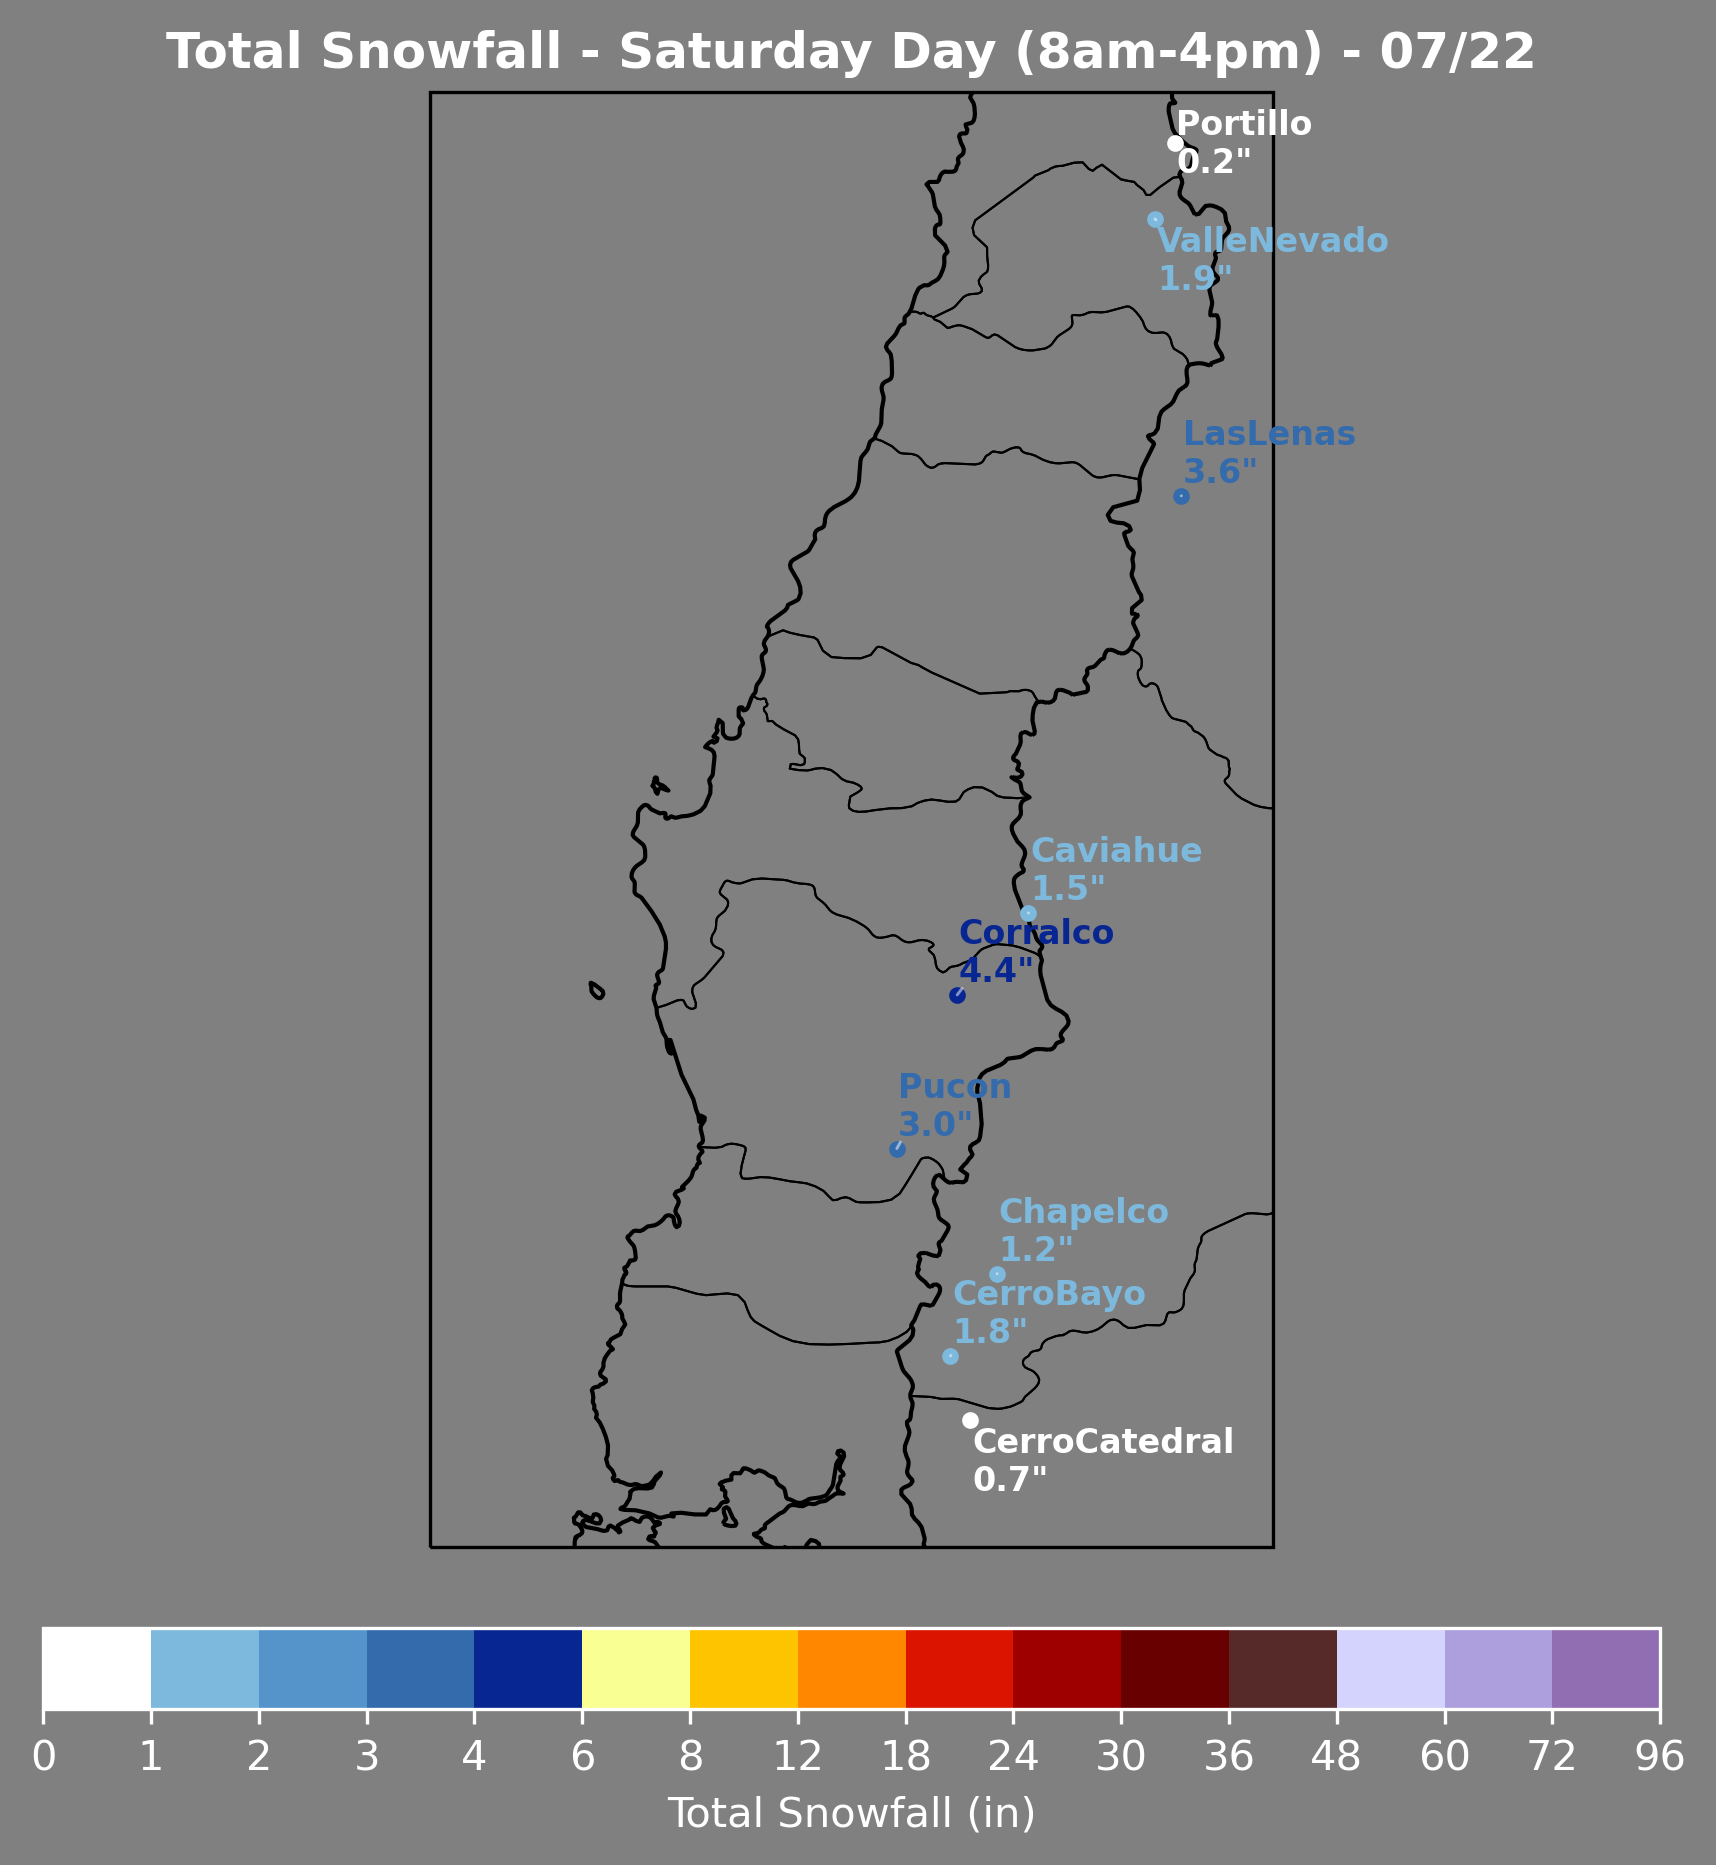 Total Snowfall - Saturday Day (8am-4pm) - 07/22
Portillo
0.2"
ValleNevado
1.9"
LasLenas
3.6"
Caviahue
1.5"
Corralco
4.4"
Pucon
3.0"
Chapelco
1.2"
CerroBayo
1.8"
CerroCatedral
0.7"
0 1 2 3 4 6 8 12 18 24 30 36 48 60 72 96
Total Snowfall (in)